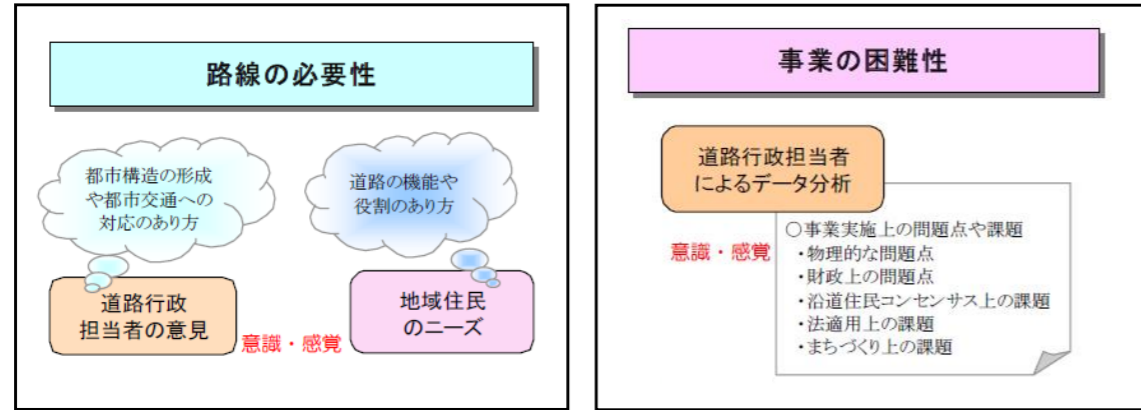 路線の必要性
都市構造の形成
や都市交通への
対応のあり方
道路の機能や
役割のあり方
道路行政
担当者の意見
意識・感覚
地域住民
のニーズ
事業の困難性
道路行政担当者
によるデータ分析
意識・感覚
○事業実施上の問題点や課題
・物理的な問題点
・財政上の問題点
・沿道住民コンセンサス上の課題
・法適用上の課題
・まちづくり上の課題